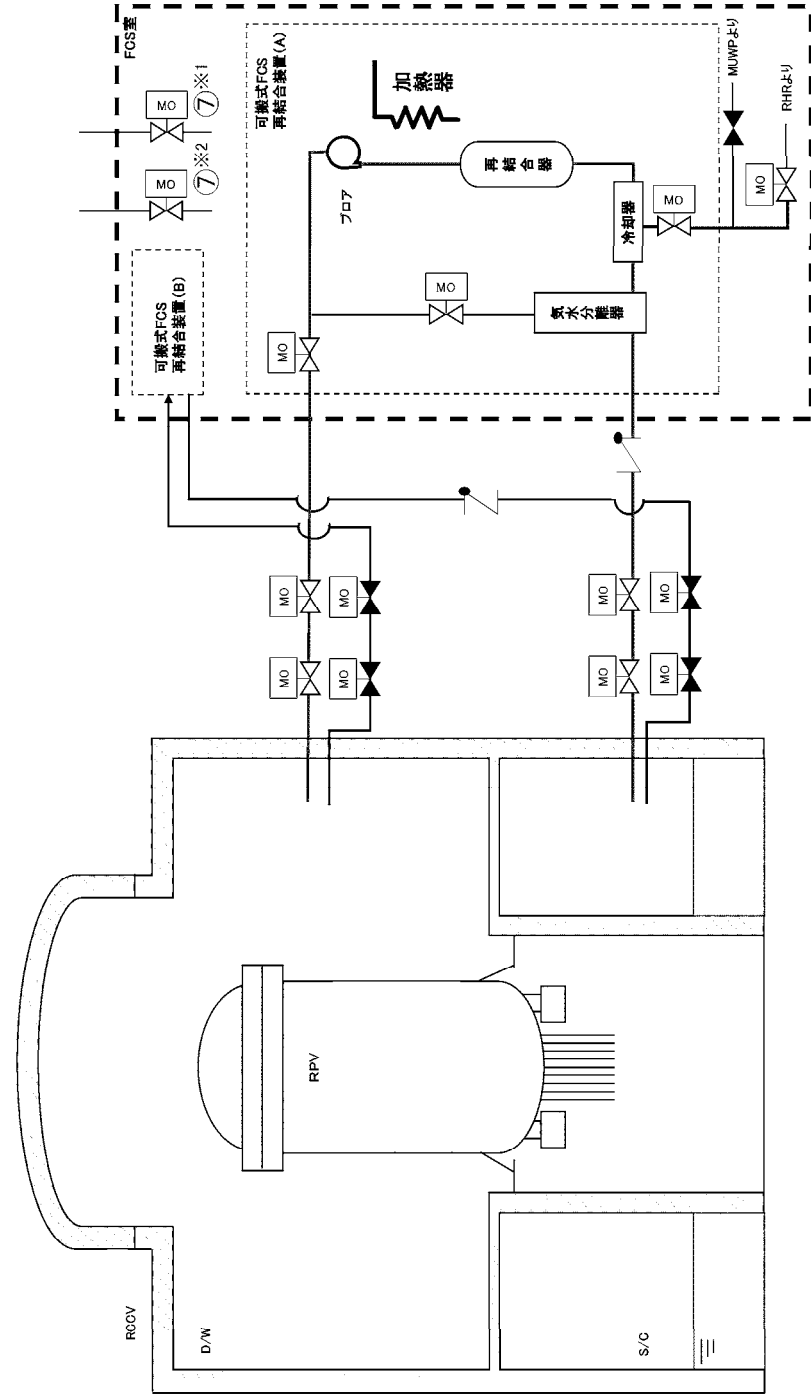 FCS室
MO
⑦※1
MO
⑦※2
可搬式FCS
再結合装置(B)
可搬式FCS
再結合装置(A)
加熱器
ブロア
再結合器
冷却器
気水分離器
MO
MO
MO
MO
MUWPより
RHRより
MO
MO
MO
MO
MO
MO
MO
MO
RCCV
D/W
RPV
S/C